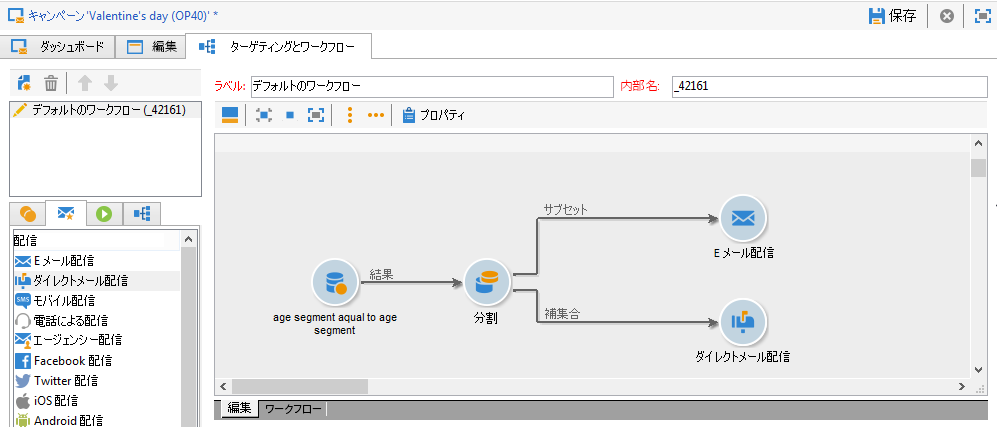 キャンペーン'Valentine's day (OP40)' *
保存
ダッシュボード
編集
ターゲティングとワークフロー
ラベル: デフォルトのワークフロー
内部名: _42161
デフォルトのワークフロー (_42161)
プロパティ
配信
Eメール配信
ダイレクトメール配信
SMS モバイル配信
電話による配信
エージェンシー配信
Facebook 配信
Twitter 配信
iOS 配信
Android 配信
age segment aqual to age
segment
結果
分割
サブセット
Eメール配信
補集合
ダイレクトメール配信
編集
ワークフロー